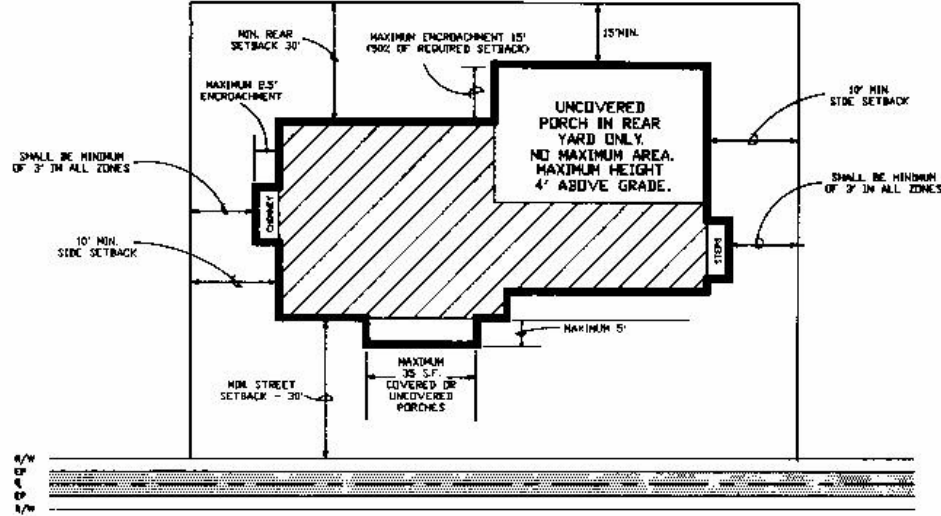 MIN. REAR
SETBACK 30'
MAXIMUM ENCROACHMENT 15'
(50% OF REQUIRED SETBACK)
15'MIN.
MAXIMUM 2.5'
ENCROACHMENT
10' MIN.
SIDE SETBACK
UNCOVERED
PORCH IN REAR
YARD ONLY.
NO MAXIMUM AREA.
MAXIMUM HEIGHT
4' ABOVE GRADE.
SHALL BE MINIMUM
OF 3' IN ALL ZONES
SHALL BE MINIMUM
OF 3' IN ALL ZONES
CHIMNEY
STEPS
10' MIN.
SIDE SETBACK
MAXIMUM 5'
MAXIMUM
35 S.F.
COVERED OR
UNCOVERED
PORCHES
MIN. STREET
SETBACK - 30'
R/W
EP
EP
R/W